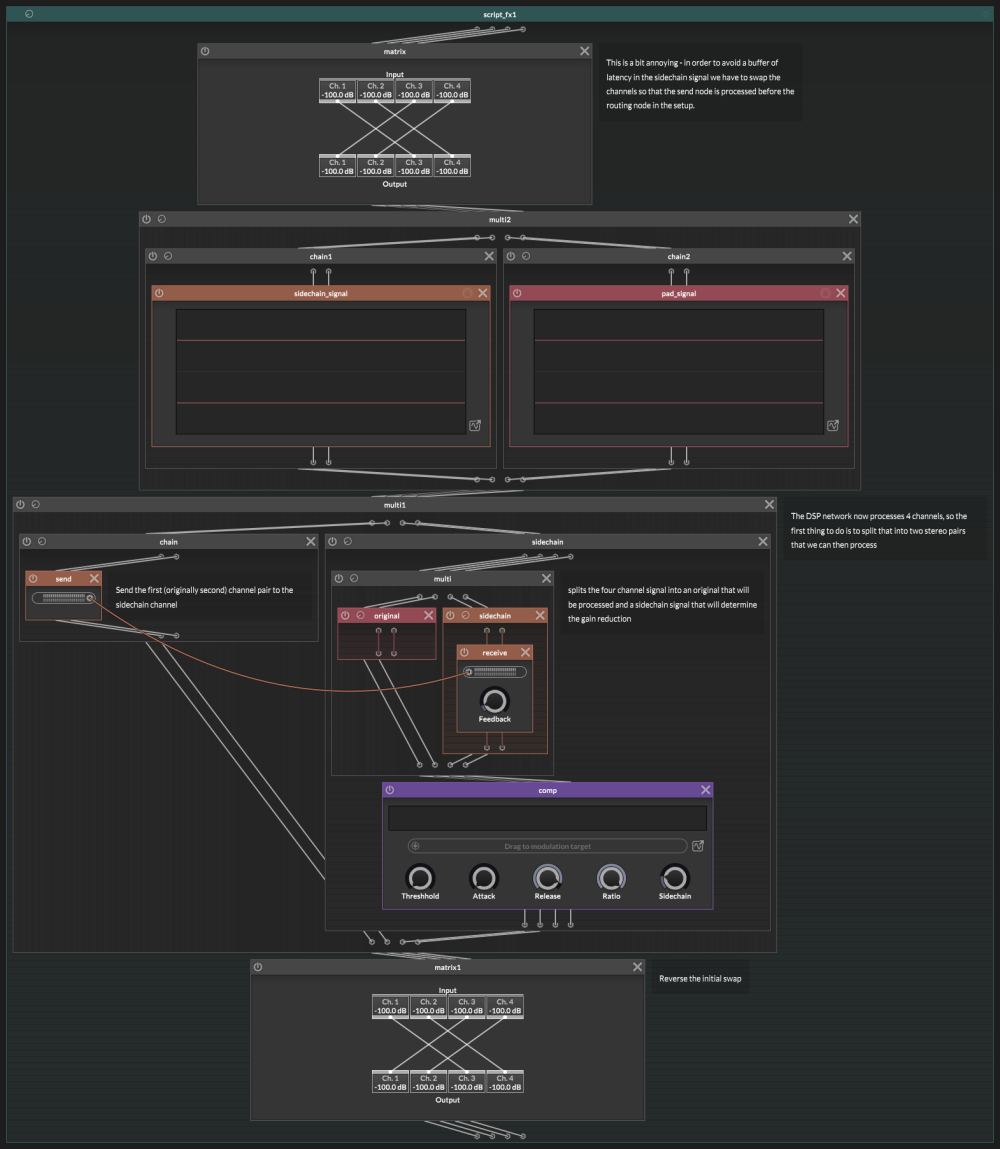 script_fx1
matrix
Input
Ch. 1 Ch. 2 Ch. 3 Ch. 4
-100.0 dB -100.0 dB -100.0 dB -100.0 dB
Ch. 1 Ch. 2 Ch. 3 Ch. 4
-100.0 dB -100.0 dB -100.0 dB -100.0 dB
Output
This is a bit annoying - in order to avoid a buffer of
latency in the sidechain signal we have to swap the
channels so that the send node is processed before the
routing node in the setup.
multi2
chain1
chain2
sidechain_signal
pad_signal
multi1
The DSP network now processes 4 channels, so the
first thing to do is to split that into two stereo pairs
that we can then process
chain
sidechain
send
Send the first (originally second) channel pair to the
sidechain channel
multi
splits the four channel signal into an original that will
be processed and a sidechain signal that will determine
the gain reduction
original
sidechain
receive
Feedback
comp
Drag to modulation target
Threshhold Attack Release Ratio Sidechain
matrix1
Reverse the initial swap
Input
Ch. 1 Ch. 2 Ch. 3 Ch. 4
-100.0 dB -100.0 dB -100.0 dB -100.0 dB
Ch. 1 Ch. 2 Ch. 3 Ch. 4
-100.0 dB -100.0 dB -100.0 dB -100.0 dB
Output